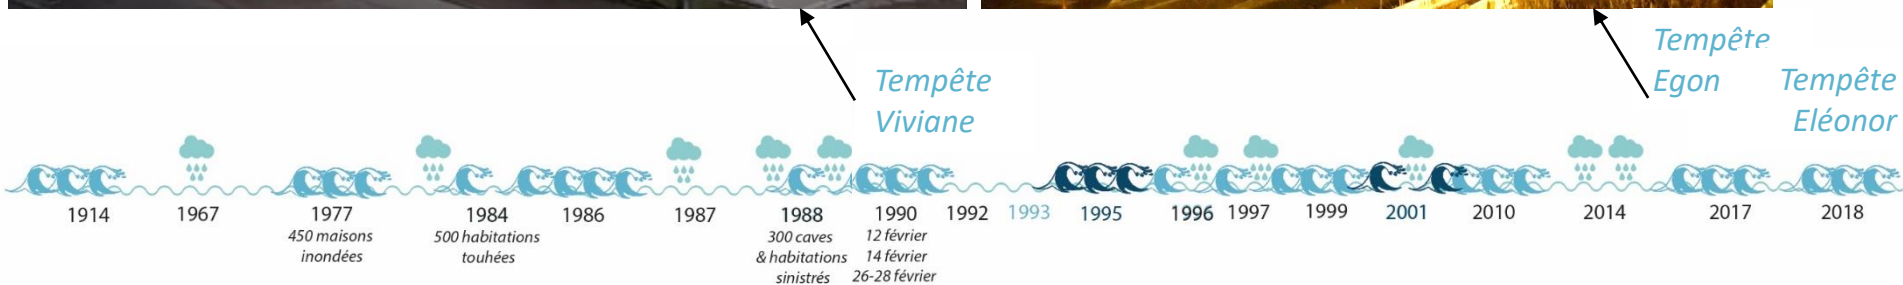 Tempête
Viviane
Tempête
Egon
Tempête
Eléonor
1914
1967
1977
450 maisons
inondées
1984
500 habitations
touhées
1986
1987
1988
300 caves
& habitations
sinistrés
1990
12 février
14 février
26-28 février
1992
1993
1995
1996
1997
1999
2001
2010
2014
2017
2018